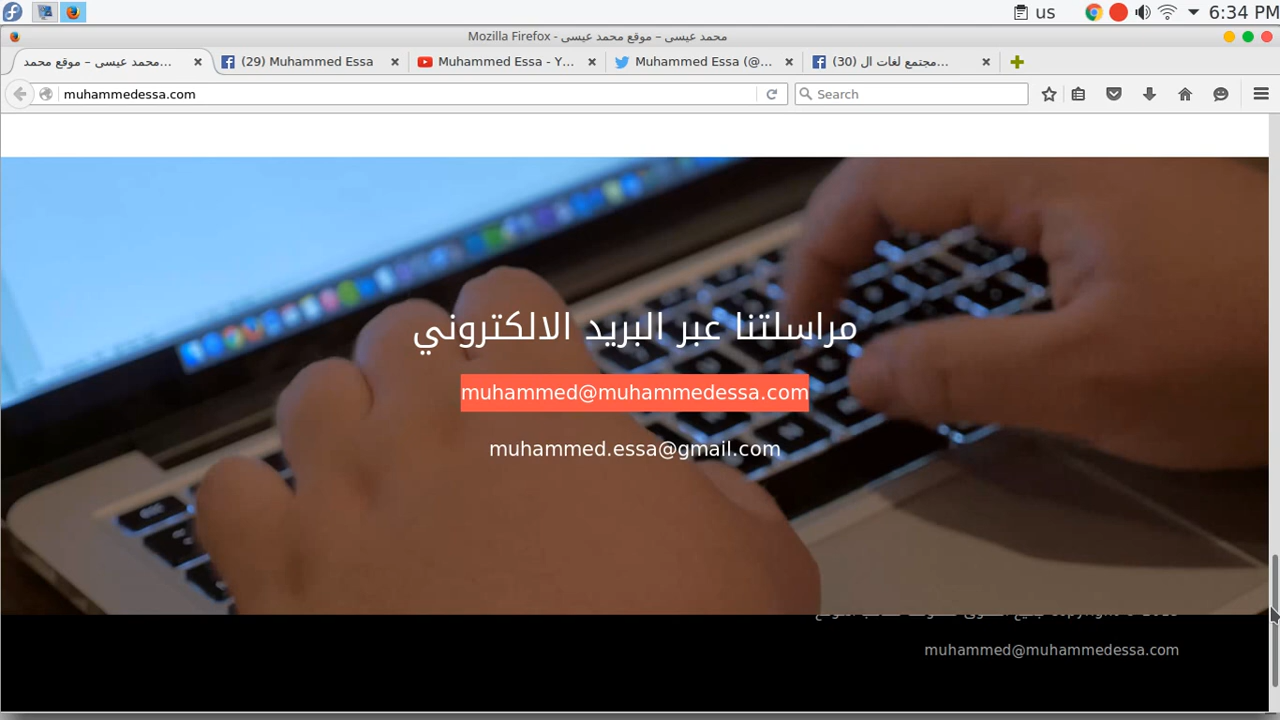 us
6:34 PM
محمد عيسى – موقع محمد عيسى - Mozilla Firefox
محمد عيسى – موقع محمد...
(29) Muhammed Essa
Muhammed Essa - Y...
Muhammed Essa (@...
(30) مجتمع لغات ال...
muhammedessa.com
Search
مراسلتنا عبر البريد الالكتروني
muhammed@muhammedessa.com
muhammed.essa@gmail.com
muhammed@muhammedessa.com